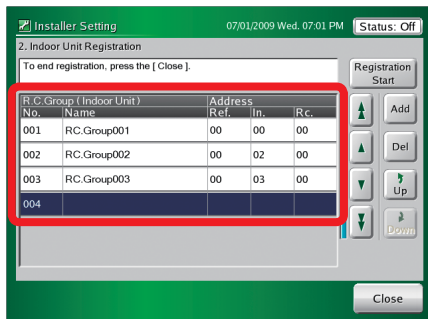 Installer Setting 07/01/2009 Wed. 07:01 PM Status: Off
2. Indoor Unit Registration
To end registration, press the [ Close ].
Registration
Start
R.C.Group ( Indoor Unit ) Address
No. Name Ref. In. Rc.
001 RC.Group001 00 00 00
002 RC.Group002 00 02 00
003 RC.Group003 00 03 00
004
Add
Del
Up
Down
Close